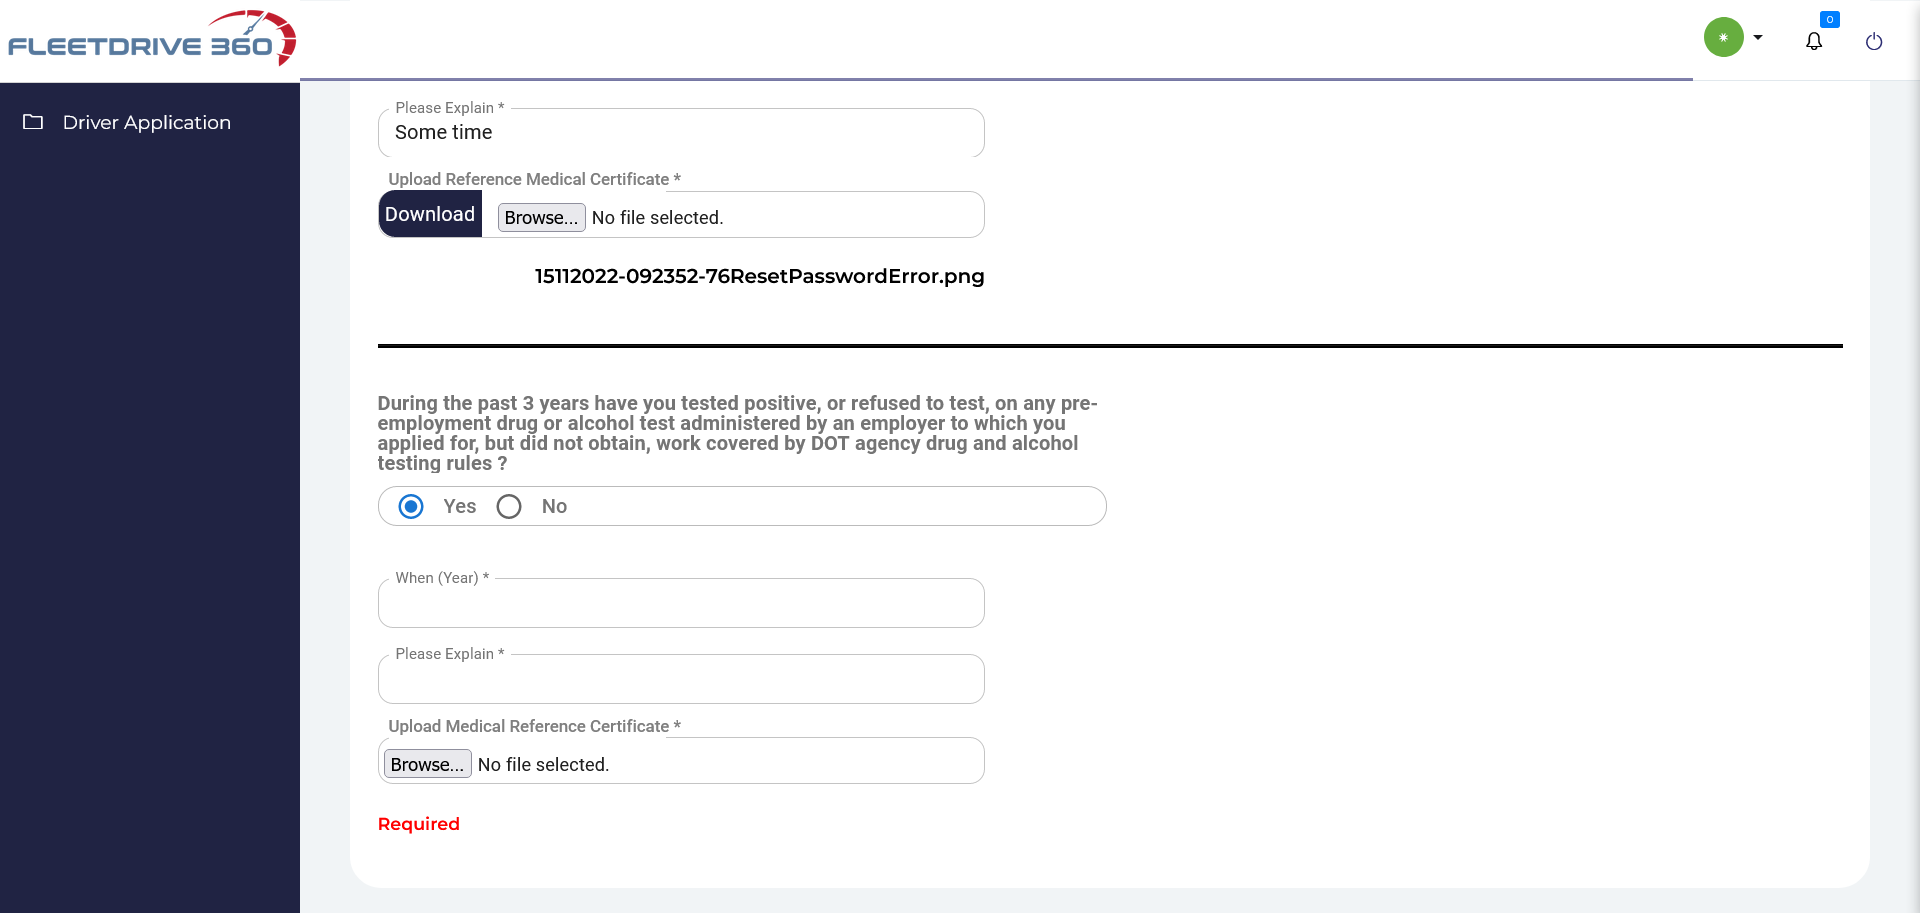 FLEETDRIVE 360
0
Driver Application
Please Explain *
Some time
Upload Reference Medical Certificate *
Download
Browse... No file selected.
15112022-092352-76ResetPasswordError.png
During the past 3 years have you tested positive, or refused to test, on any pre-
employment drug or alcohol test administered by an employer to which you
applied for, but did not obtain, work covered by DOT agency drug and alcohol
testing rules ?
Yes No
When (Year) *
Please Explain *
Upload Medical Reference Certificate *
Browse... No file selected.
Required